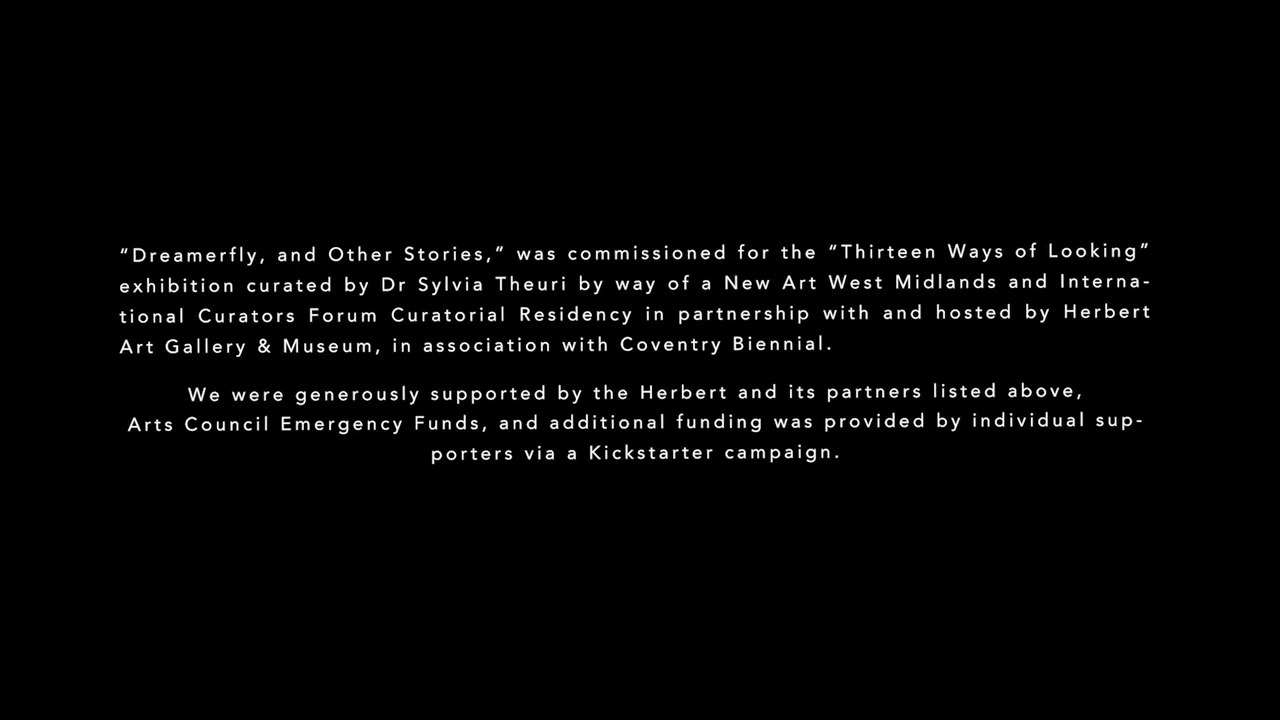 “Dreamerfly, and Other Stories,” was commissioned for the “Thirteen Ways of Looking”
exhibition curated by Dr Sylvia Theuri by way of a New Art West Midlands and Interna-
tional Curators Forum Curatorial Residency in partnership with and hosted by Herbert
Art Gallery & Museum, in association with Coventry Biennial.
We were generously supported by the Herbert and its partners listed above,
Arts Council Emergency Funds, and additional funding was provided by individual sup-
porters via a Kickstarter campaign.